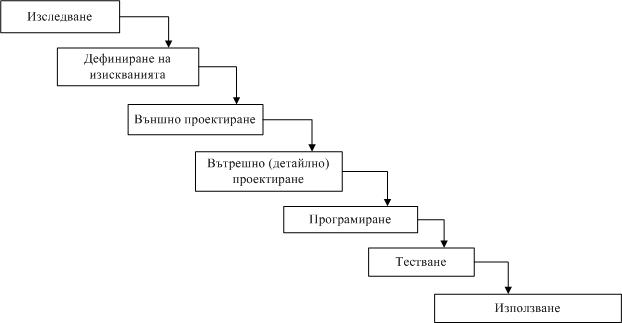 Изследване
Дефиниране на
изискванията
Външно проектиране
Вътрешно (детайлно)
проектиране
Програмиране
Тестване
Използване